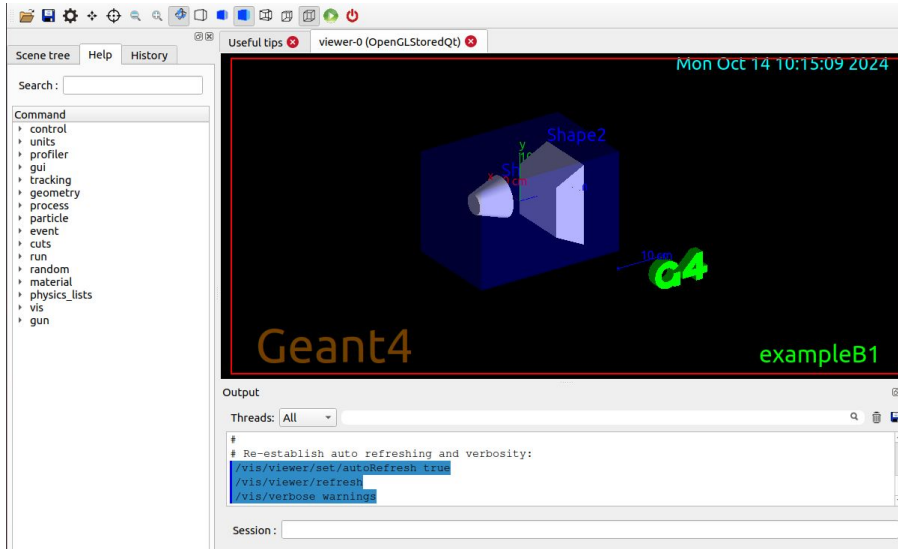 Useful tips
viewer-0 (OpenGLStoredQt)
Scene tree
Help
History
Search :
Command
control
units
profiler
gui
tracking
geometry
process
particle
event
cuts
run
random
material
physics_lists
vis
gun
Mon Oct 14 10:15:09 2024
Shape2
y
10
Sh
x
cm
10 cm
G4
Geant4
exampleB1
Output
Threads: All
#
# Re-establish auto refreshing and verbosity:
/vis/viewer/set/autoRefresh true
/vis/viewer/refresh
/vis/verbose warnings
Session :